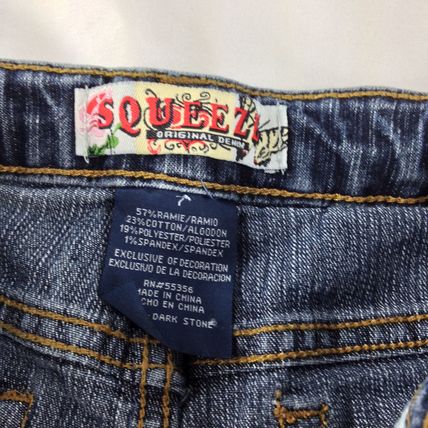 SQUEEZE
ORIGINAL DENIM
7
57%RAMIE/RAMIO
23%COTTON/ALGODON
19%POLYESTER/POLIESTER
1%SPANDEX/SPANDEX
EXCLUSIVE OF DECORATION
EXCLUSIVO DE LA DECORACION
RN#55356
MADE IN CHINA
CHO EN CHINA
-DARK STONE